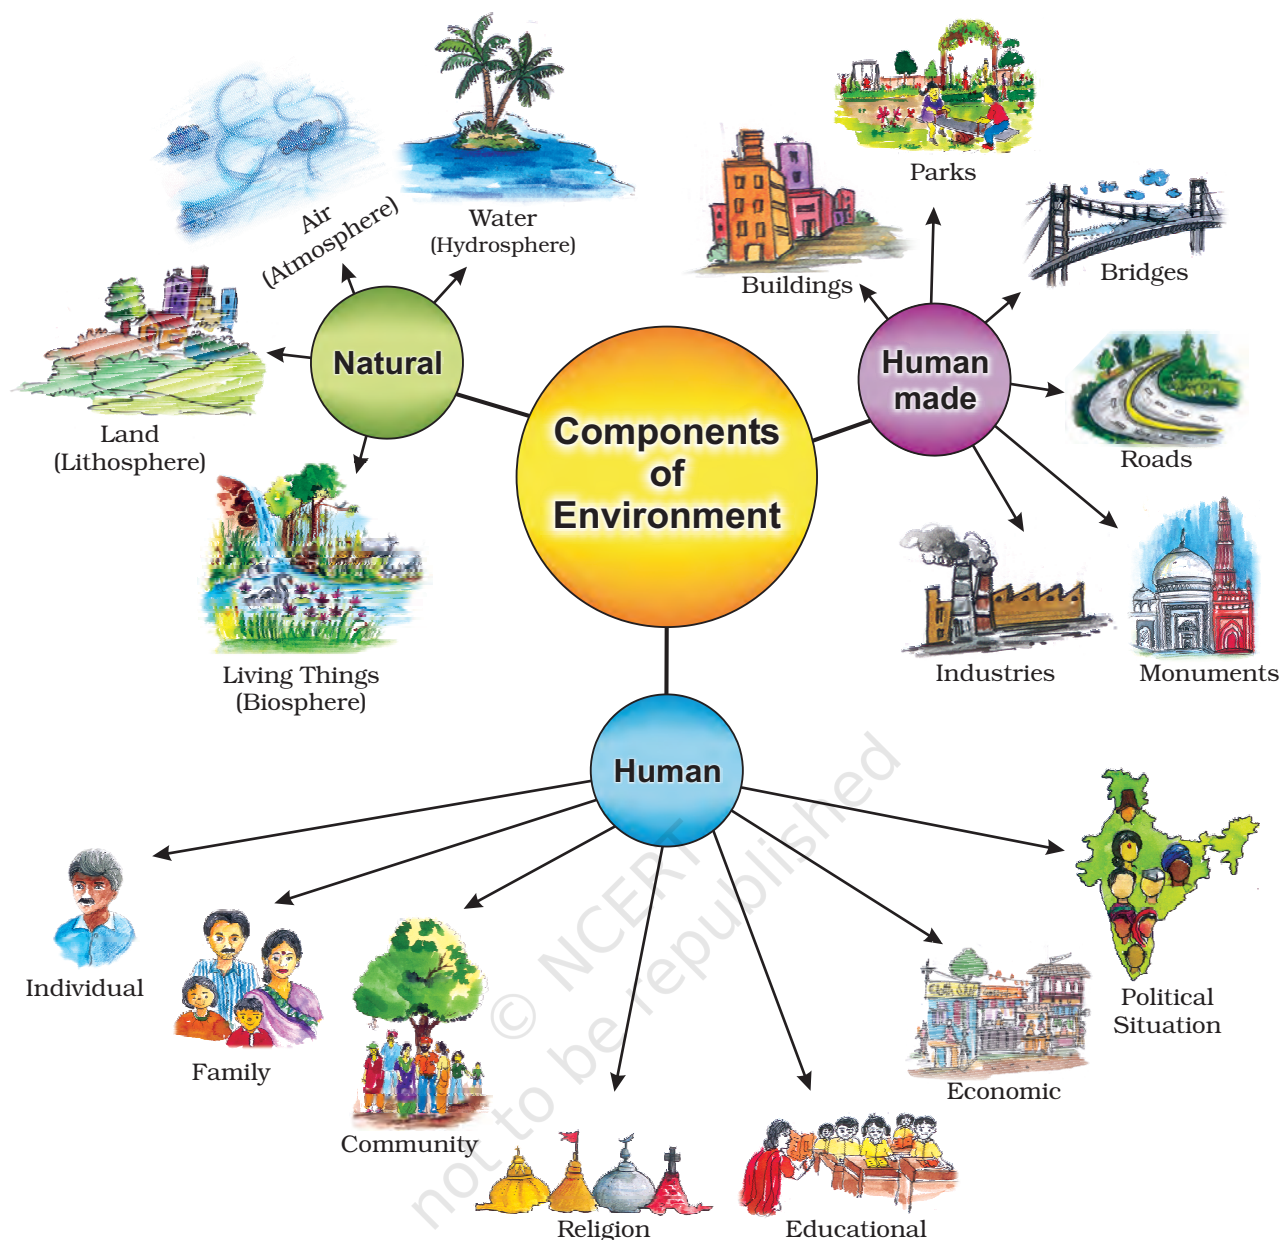 Parks
Air
(Atmosphere)
Water
(Hydrosphere)
Buildings
Bridges
Natural
Human
made
Land
(Lithosphere)
Components
of
Environment
Roads
Living Things
(Biosphere)
Industries
Monuments
Human
Individual
Family
Community
Religion
Educational
Economic
Political
Situation
© NCERT
not to be republished